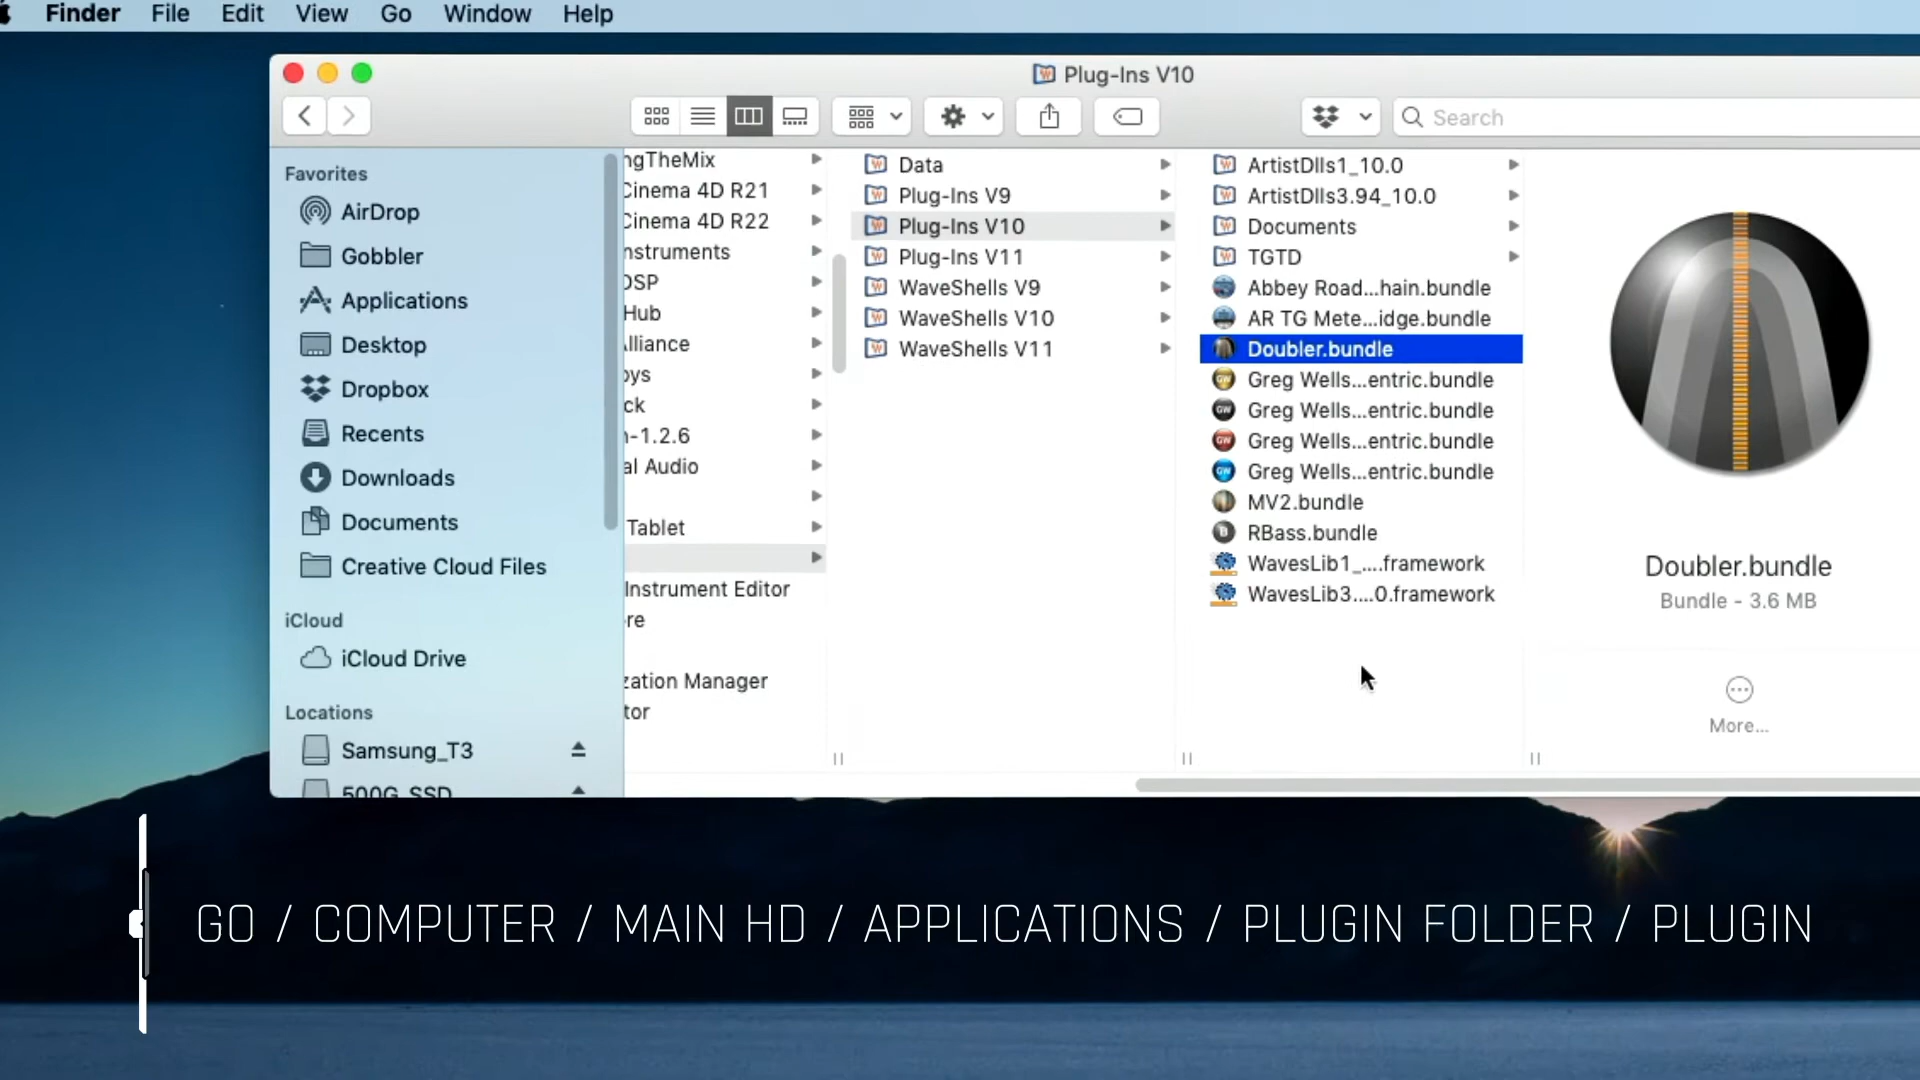 Finder File Edit View Go Window Help
Plug-Ins V10
Search
Favorites
AirDrop
Gobbler
Applications
Desktop
Dropbox
Recents
Downloads
Documents
Creative Cloud Files
iCloud
iCloud Drive
Locations
Samsung_T3
500G_SSD
ngTheMix
Cinema 4D R21
Cinema 4D R22
nstruments
OSP
Hub
lliance
oys
ck
-1.2.6
al Audio
Tablet
Instrument Editor
re
zation Manager
tor
Data
Plug-Ins V9
Plug-Ins V10
Plug-Ins V11
WaveShells V9
WaveShells V10
WaveShells V11
ArtistDlls1_10.0
ArtistDlls3.94_10.0
Documents
TGTD
Abbey Road...hain.bundle
AR TG Mete...idge.bundle
Doubler.bundle
Greg Wells...entric.bundle
Greg Wells...entric.bundle
Greg Wells...entric.bundle
Greg Wells...entric.bundle
MV2.bundle
RBass.bundle
WavesLib1_....framework
WavesLib3....0.framework
Doubler.bundle
Bundle - 3.6 MB
More...
GO / COMPUTER / MAIN HD / APPLICATIONS / PLUGIN FOLDER / PLUGIN